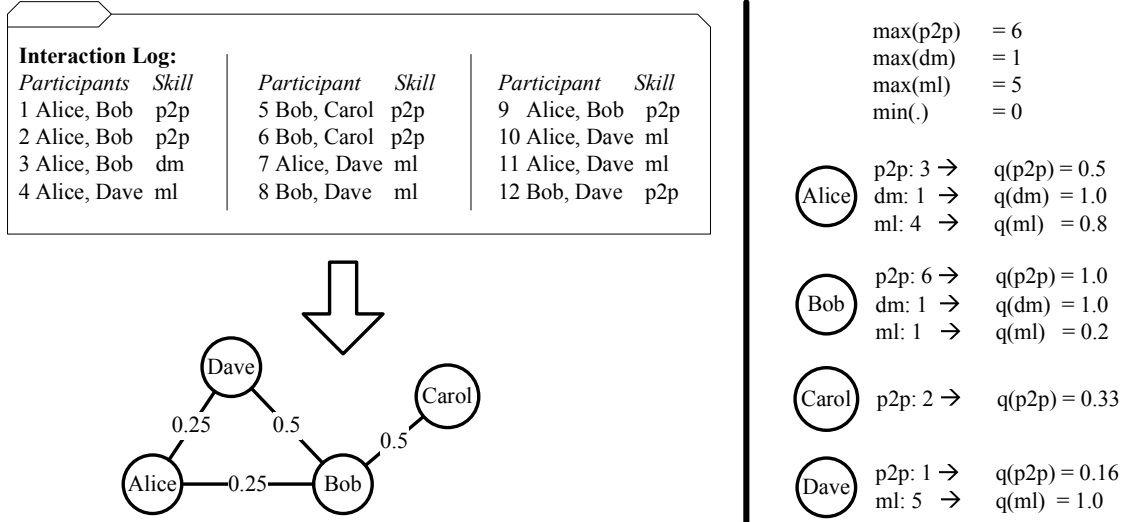 Interaction Log:
Participants Skill
1 Alice, Bob p2p
2 Alice, Bob p2p
3 Alice, Bob dm
4 Alice, Dave ml
Participant Skill
5 Bob, Carol p2p
6 Bob, Carol p2p
7 Alice, Dave ml
8 Bob, Dave ml
Participant Skill
9 Alice, Bob p2p
10 Alice, Dave ml
11 Alice, Dave ml
12 Bob, Dave p2p
Dave
Carol
0.25
0.5
0.5
Alice
0.25
Bob
max(p2p) = 6
max(dm) = 1
max(ml) = 5
min(.) = 0
Alice
p2p: 3 → q(p2p) = 0.5
dm: 1 → q(dm) = 1.0
ml: 4 → q(ml) = 0.8
Bob
p2p: 6 → q(p2p) = 1.0
dm: 1 → q(dm) = 1.0
ml: 1 → q(ml) = 0.2
Carol
p2p: 2 → q(p2p) = 0.33
Dave
p2p: 1 → q(p2p) = 0.16
ml: 5 → q(ml) = 1.0